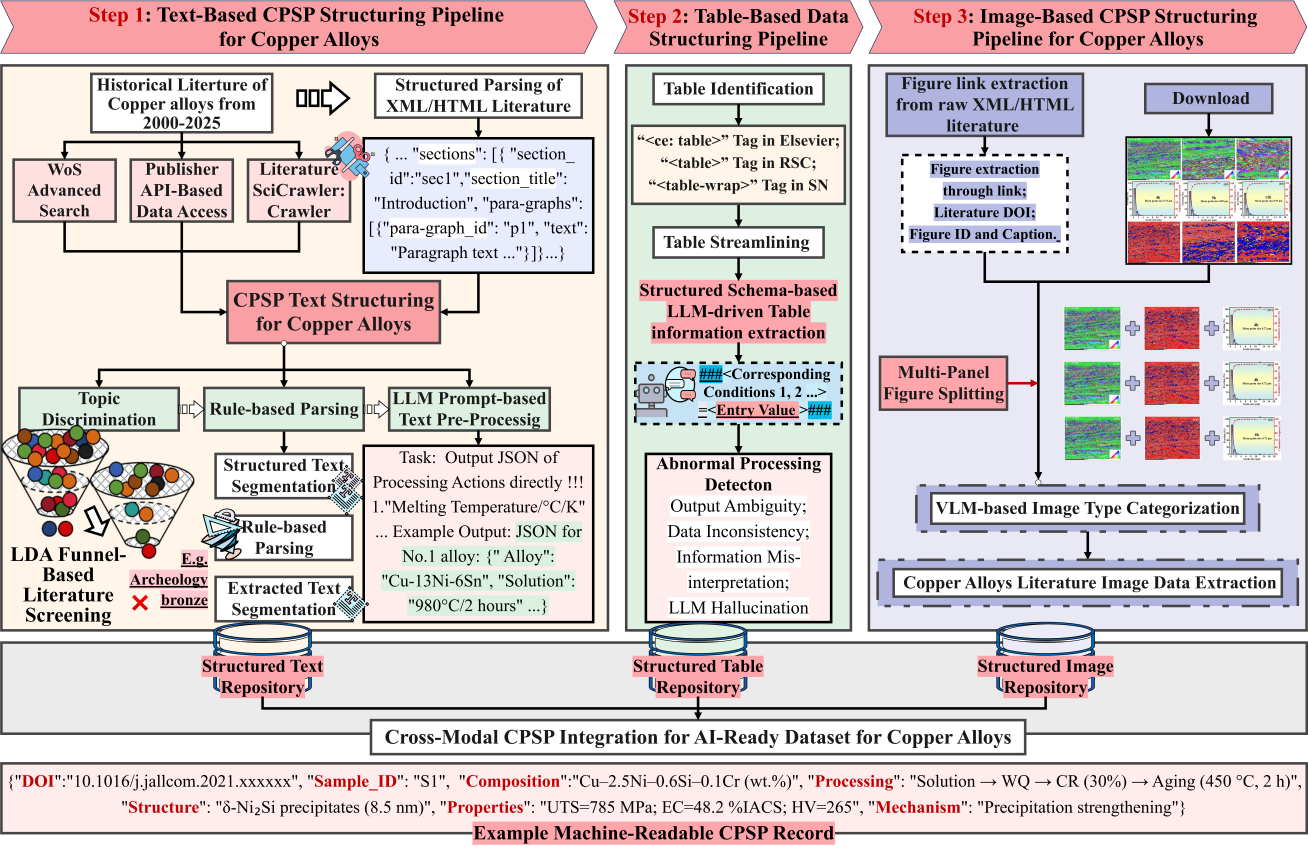 Step 1: Text-Based CPSP Structuring Pipeline
for Copper Alloys
Step 2: Table-Based Data
Structuring Pipeline
Step 3: Image-Based CPSP Structuring
Pipeline for Copper Alloys
Historical Literture of
Copper alloys from
2000-2025
Structured Parsing of
XML/HTML Literature
WoS
Advanced
Search
Publisher
API-Based
Data Access
Literature
SciCrawler:
Crawler
{ ... "sections": [{ "section_
id":"sec1","section_title":
"Introduction", "para-graphs":
[{"para-graph_id": "p1", "text":
"Paragraph text ..."}]}...}
CPSP Text Structuring
for Copper Alloys
Topic
Discrimination
Rule-based Parsing
LLM Prompt-based
Text Pre-Processig
LDA Funnel-
Based
Literature
Screening
E.g.
Archeology
bronze
Structured Text
Segmentation
Rule-based
Parsing
Extracted Text
Segmentation
Task: Output JSON of
Processing Actions directly !!!
1."Melting Temperature/°C/K"
... Example Output: JSON for
No.1 alloy: {" Alloy":
"Cu-13Ni-6Sn", "Solution":
"980°C/2 hours" ...}
Table Identification
“<ce: table>” Tag in Elsevier;
“<table>” Tag in RSC;
“<table-wrap>” Tag in SN
Table Streamlining
Structured Schema-based
LLM-driven Table
information extraction
###<Corresponding
Conditions 1, 2 ...>
=<Entry Value >###
Abnormal Processing
Detecton
Output Ambiguity;
Data Inconsistency;
Information Mis-
interpretation;
LLM Hallucination
Figure link extraction
from raw XML/HTML
literature
Download
Figure extraction
through link;
Literature DOI;
Figure ID and Caption.
Multi-Panel
Figure Splitting
VLM-based Image Type Categorization
Copper Alloys Literature Image Data Extraction
Structured Text
Repository
Structured Table
Repository
Structured Image
Repository
Cross-Modal CPSP Integration for AI-Ready Dataset for Copper Alloys
{"DOI":"10.1016/j.jallcom.2021.xxxxxx", "Sample_ID": "S1", "Composition":"Cu–2.5Ni–0.6Si–0.1Cr (wt.%)", "Processing": "Solution → WQ → CR (30%) → Aging (450 °C, 2 h)",
"Structure": "δ-Ni₂Si precipitates (8.5 nm)", "Properties": "UTS=785 MPa; EC=48.2 %IACS; HV=265", "Mechanism": "Precipitation strengthening"}
Example Machine-Readable CPSP Record